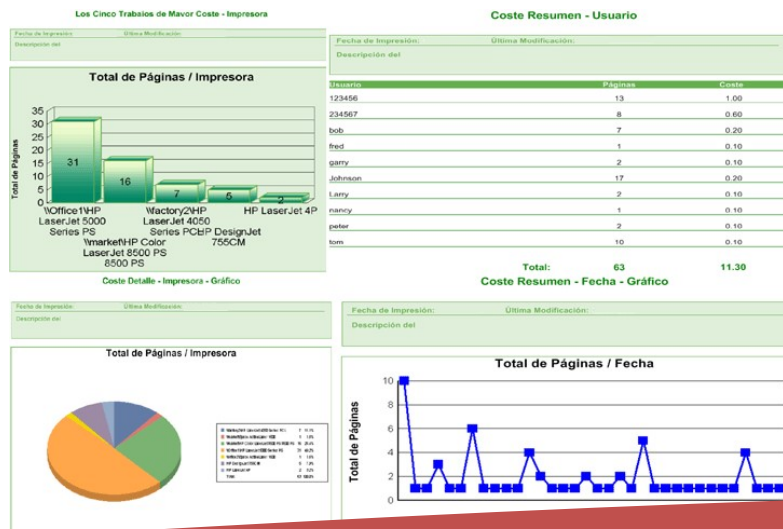 Los Cinco Trabajos de Mayor Coste - Impresora
Fecha de Impresión: Última Modificación:
Descripción del
Total de Páginas / Impresora
Total de Páginas
35
30
25
20
15
10
5
0
31
16
7
5
2
\\Office1\HP
LaserJet 5000
Series PS
\\market\HP Color
LaserJet 8500 PS
8500 PS
\\factory2\HP
LaserJet 4050
Series PCL
HP DesignJet
755CM
HP LaserJet 4P
Coste Resumen - Usuario
Fecha de Impresión: Última Modificación:
Descripción del
Usuario Páginas Coste
123456 13 1.00
234567 8 0.60
bob 7 0.20
fred 1 0.10
garry 2 0.10
Johnson 17 0.20
Larry 2 0.10
nancy 1 0.10
peter 2 0.10
tom 10 0.10
Total: 63 11.30
Coste Detalle - Impresora - Gráfico
Fecha de Impresión: Última Modificación:
Descripción del
Total de Páginas / Impresora
Coste Resumen - Fecha - Gráfico
Fecha de Impresión: Última Modificación:
Descripción del
Total de Páginas / Fecha
Total de Páginas
10
8
6
4
2
0